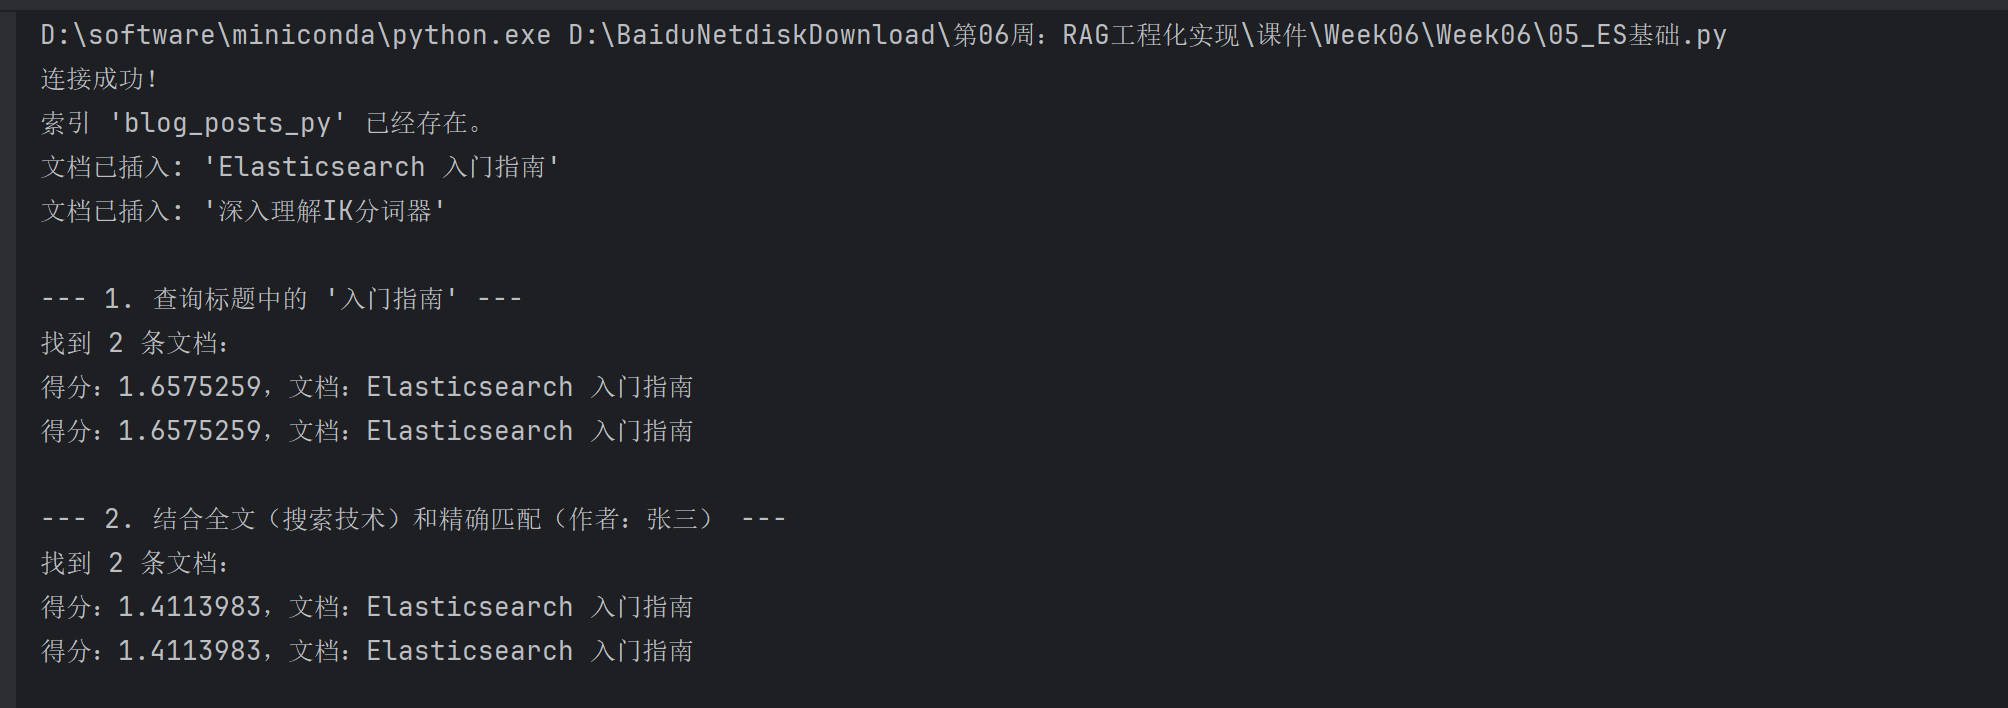 D:\software\miniconda\python.exe D:\BaiduNetdiskDownload\第06周：RAG工程化实现\课件\Week06\Week06\05_ES基础.py
连接成功！
索引 'blog_posts_py' 已经存在。
文档已插入: 'Elasticsearch 入门指南'
文档已插入: '深入理解IK分词器'
--- 1. 查询标题中的 '入门指南' ---
找到 2 条文档：
得分：1.6575259，文档：Elasticsearch 入门指南
得分：1.6575259，文档：Elasticsearch 入门指南
--- 2. 结合全文（搜索技术）和精确匹配（作者：张三） ---
找到 2 条文档：
得分：1.4113983，文档：Elasticsearch 入门指南
得分：1.4113983，文档：Elasticsearch 入门指南